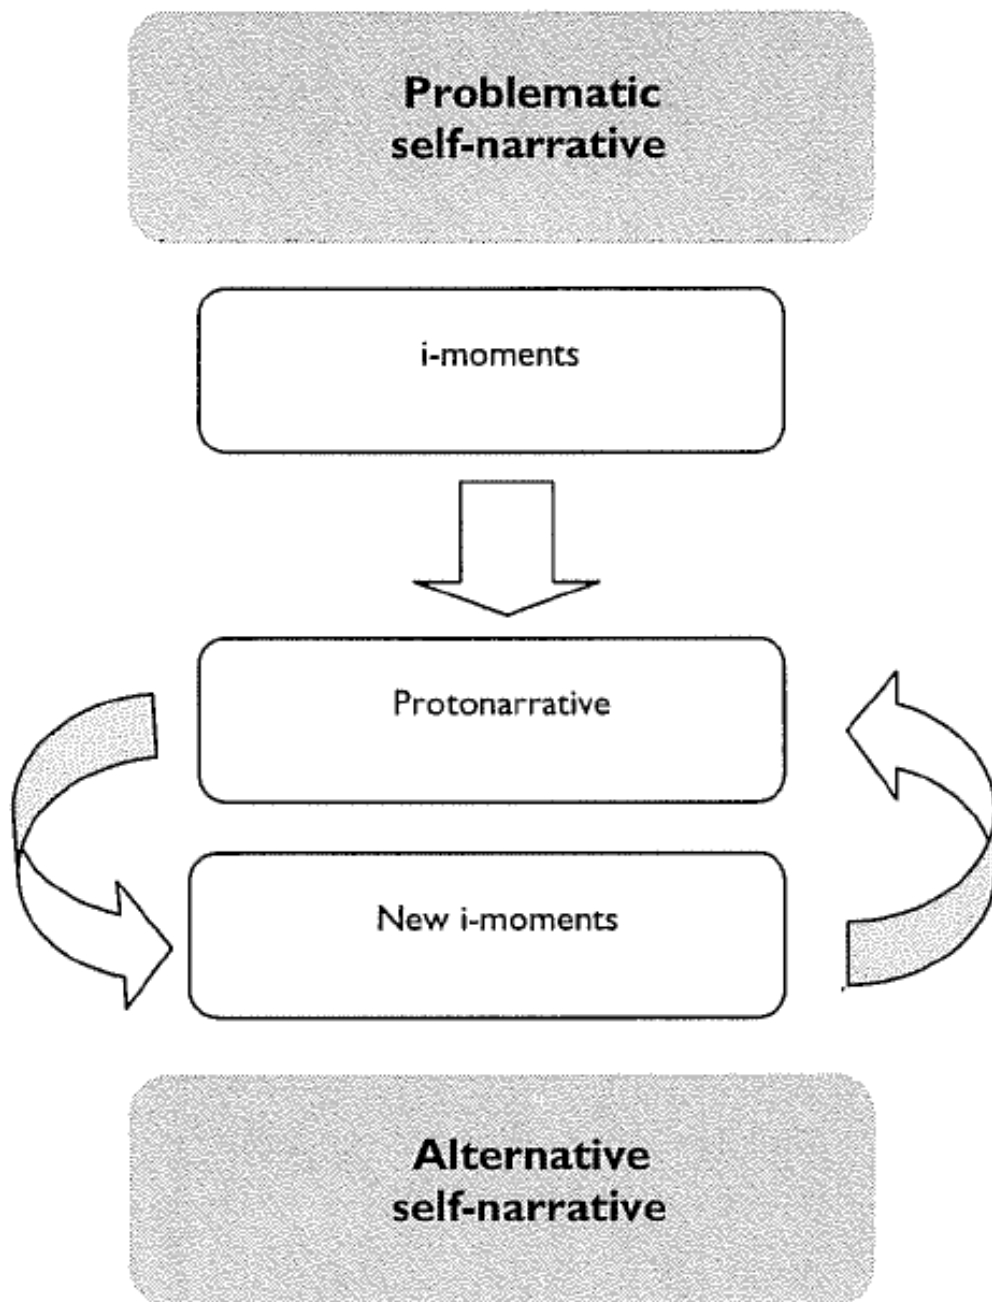 Problematic
self-narrative
i-moments
Protonarrative
New i-moments
Alternative
self-narrative